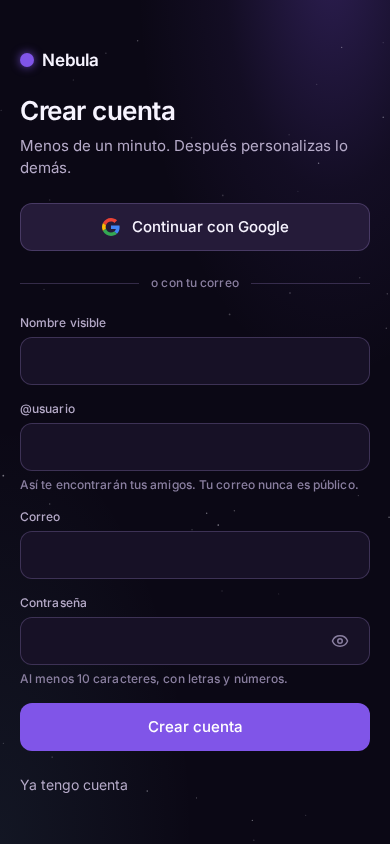 Nebula
Crear cuenta
Menos de un minuto. Después personalizas lo
demás.
Continuar con Google
o con tu correo
Nombre visible
@usuario
Así te encontrarán tus amigos. Tu correo nunca es público.
Correo
Contraseña
Al menos 10 caracteres, con letras y números.
Crear cuenta
Ya tengo cuenta